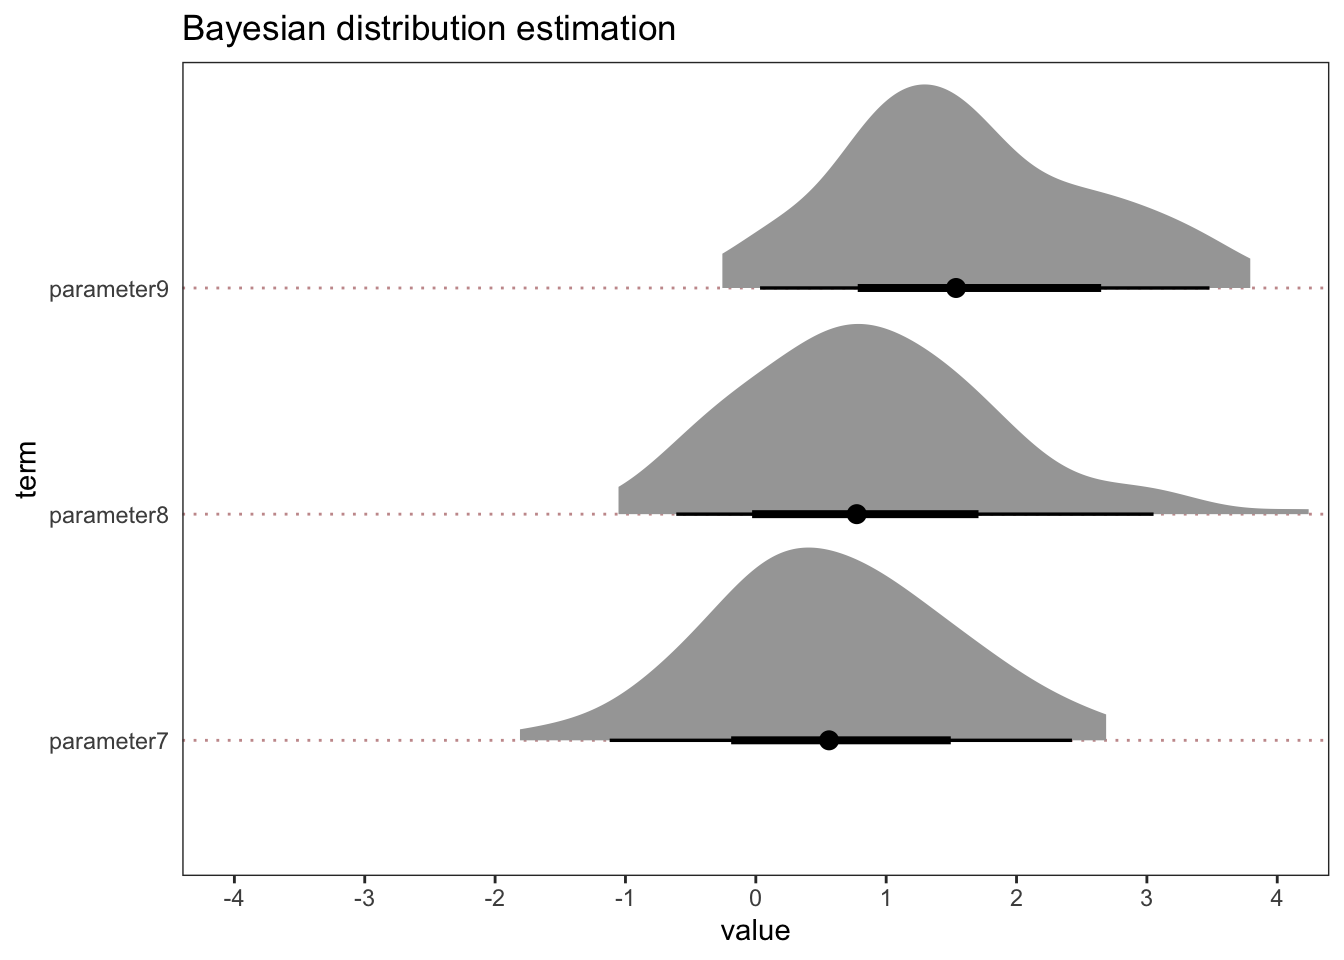 Bayesian distribution estimation
term
parameter9
parameter8
parameter7
-4 -3 -2 -1 0 1 2 3 4
value